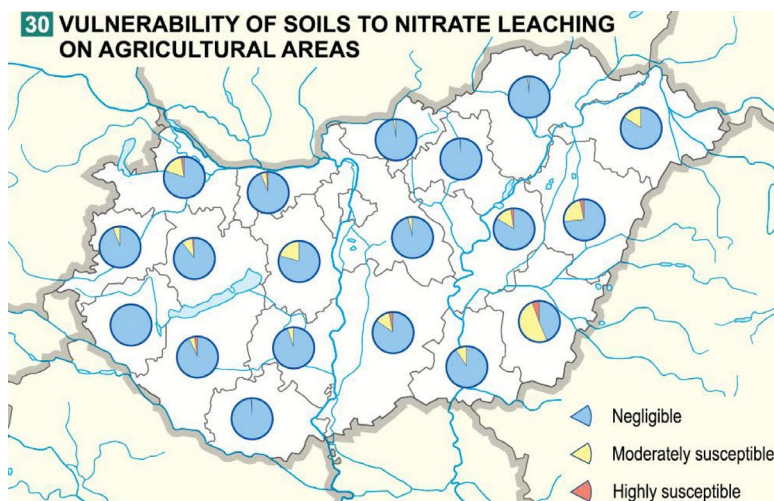 30 VULNERABILITY OF SOILS TO NITRATE LEACHING
ON AGRICULTURAL AREAS
Negligible
Moderately susceptible
Highly susceptible